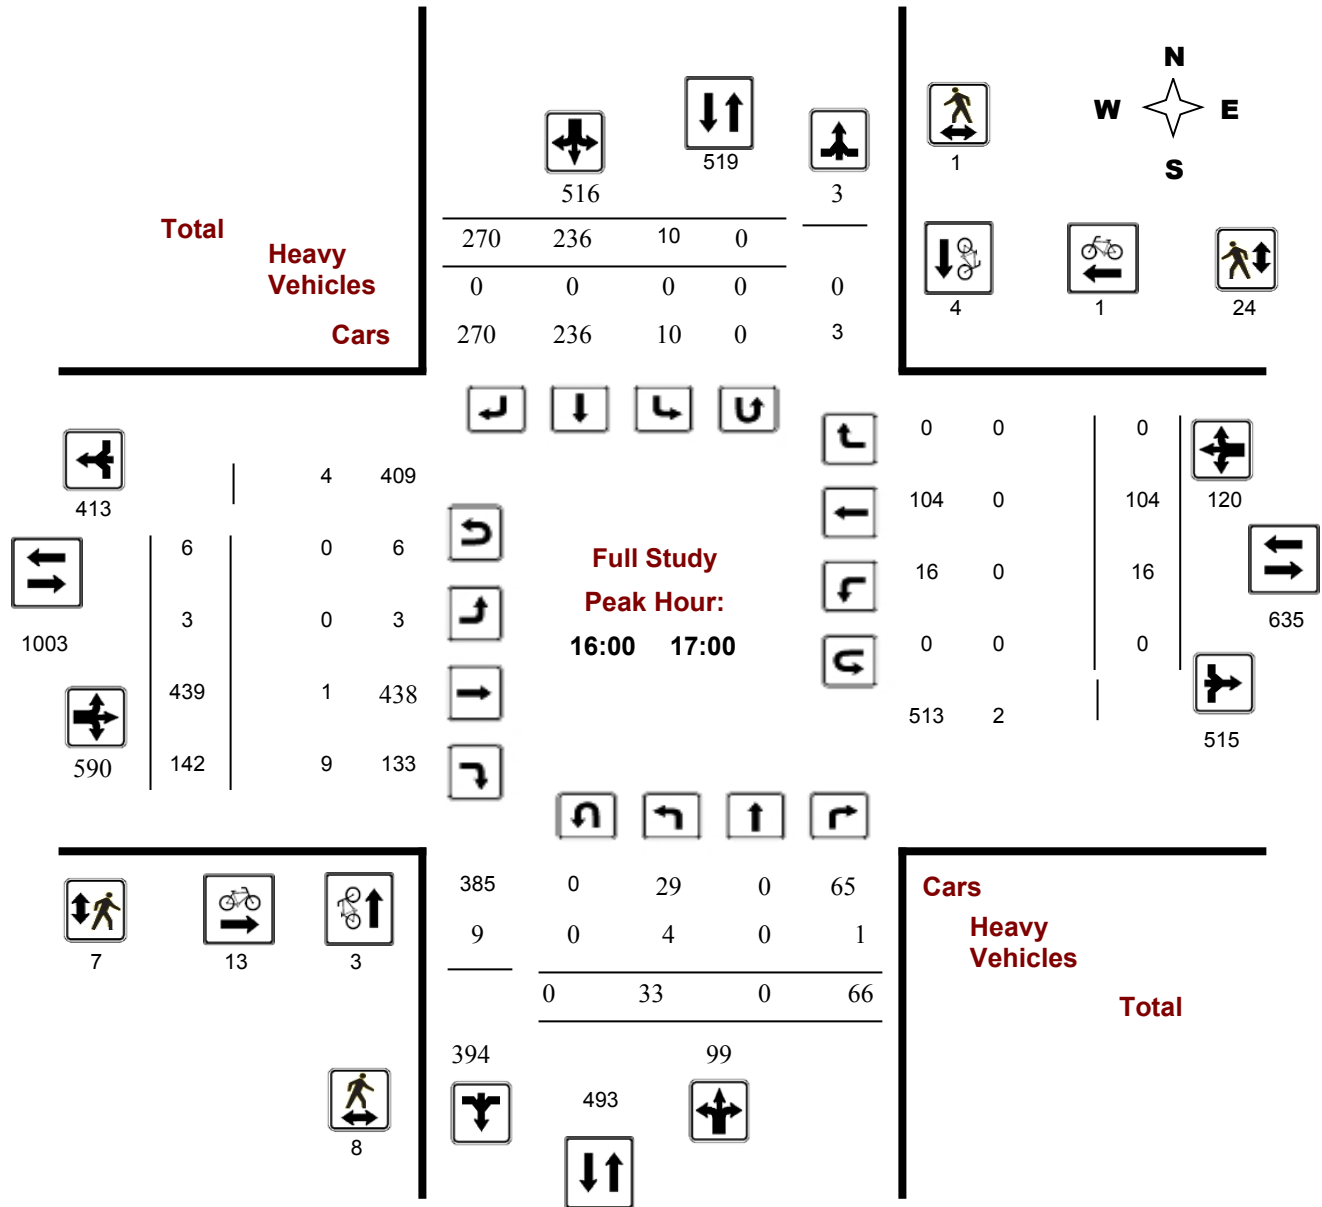 N
W E
S
519
516 3 1
Total
270 236 10 0
Heavy
Vehicles
0 0 0 0 0
4 1 24
Cars
270 236 10 0 3
0 0 0
4 409
413
104 0 104 120
6 0 6
Full Study
16 0 16
Peak Hour:
3 0 3
635
1003
16:00 17:00
0 0 0
439 1 438
513 2
515
590 142 9 133
385 0 29 0 65
Cars
9 0 4 0 1
Heavy
Vehicles
7 13 3
0 33 0 66
Total
394 99
493
8